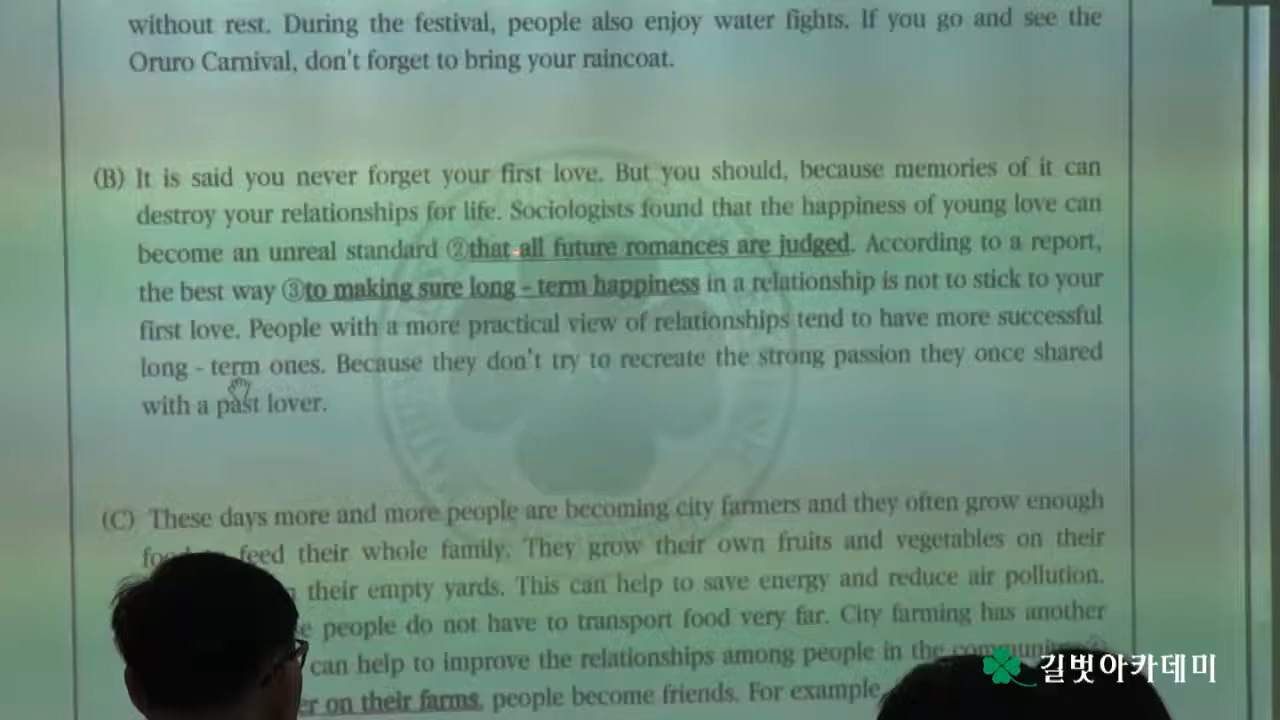 without rest. During the festival, people also enjoy water fights. If you go and see the
Oruro Carnival, don't forget to bring your raincoat.
(B) It is said you never forget your first love. But you should, because memories of it can
destroy your relationships for life. Sociologists found that the happiness of young love can
become an unreal standard ②that all future romances are judged. According to a report,
the best way ③to making sure long - term happiness in a relationship is not to stick to your
first love. People with a more practical view of relationships tend to have more successful
long - term ones. Because they don't try to recreate the strong passion they once shared
with a past lover.
(C) These days more and more people are becoming city farmers and they often grow enough
feed their whole family. They grow their own fruits and vegetables on their
their empty yards. This can help to save energy and reduce air pollution.
people do not have to transport food very far. City farming has another
can help to improve the relationships among people in the
on their farms, people become friends. For example,
길벗아카데미